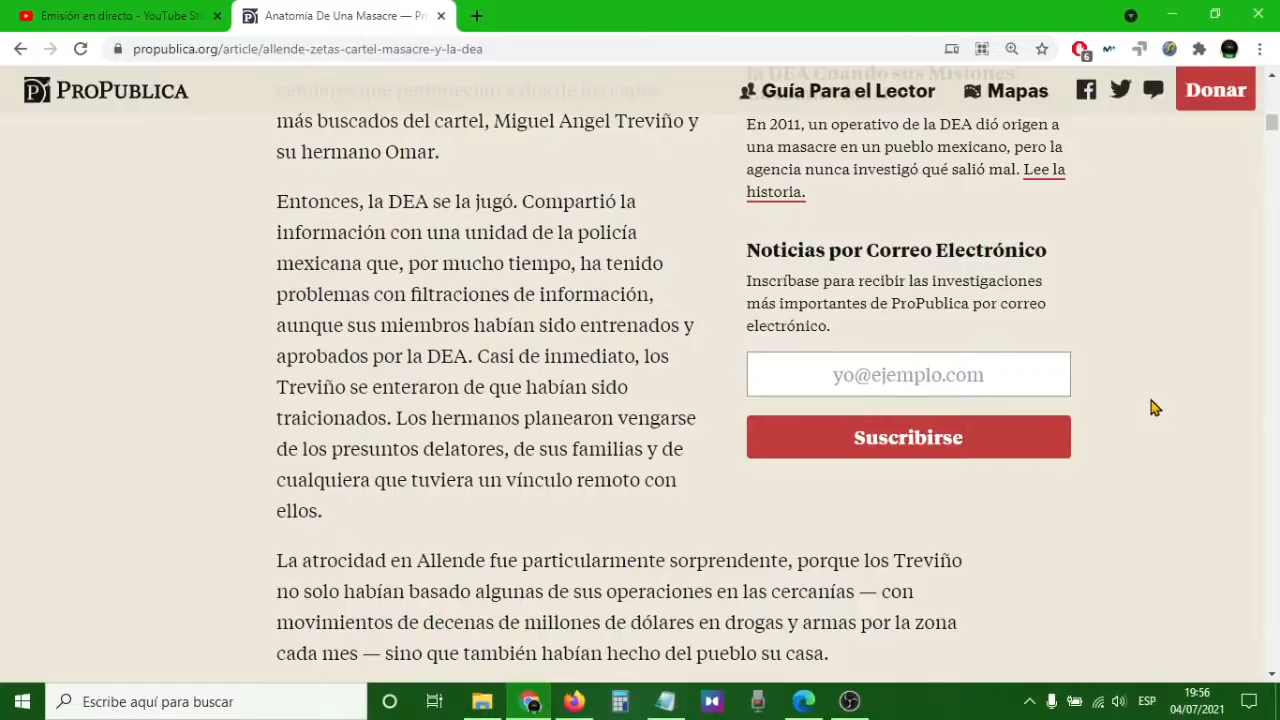 Emisión en directo - YouTube St
Anatomía De Una Masacre — Pr
propublica.org/article/allende-zetas-cartel-masacre-y-la-dea
6
PROPUBLICA
Guía Para el Lector
Mapas
Donar
la DEA Cuando sus Misiones
más buscados del cartel, Miguel Angel Treviño y
su hermano Omar.
Entonces, la DEA se la jugó. Compartió la
información con una unidad de la policía
mexicana que, por mucho tiempo, ha tenido
problemas con filtraciones de información,
aunque sus miembros habían sido entrenados y
aprobados por la DEA. Casi de inmediato, los
Treviño se enteraron de que habían sido
traicionados. Los hermanos planearon vengarse
de los presuntos delatores, de sus familias y de
cualquiera que tuviera un vínculo remoto con
ellos.
En 2011, un operativo de la DEA dió origen a
una masacre en un pueblo mexicano, pero la
agencia nunca investigó qué salió mal. Lee la
historia.
Noticias por Correo Electrónico
Inscríbase para recibir las investigaciones
más importantes de ProPublica por correo
electrónico.
yo@ejemplo.com
Suscribirse
La atrocidad en Allende fue particularmente sorprendente, porque los Treviño
no solo habían basado algunas de sus operaciones en las cercanías — con
movimientos de decenas de millones de dólares en drogas y armas por la zona
cada mes — sino que también habían hecho del pueblo su casa.
Escribe aquí para buscar
ESP
19:56
04/07/2021